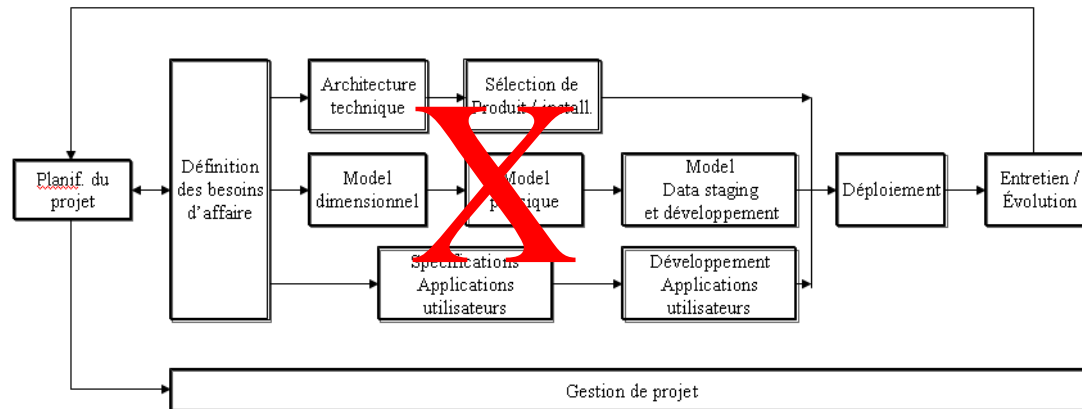 Architecture
technique
Sélection de
Produit / install.
Planif. du
projet
Définition
des besoins
d'affaire
Model
dimensionnel
Model
physique
Model
Data staging
et développement
Déploiement
Entretien /
Évolution
Spécifications
Applications
utilisateurs
Développement
Applications
utilisateurs
Gestion de projet
X